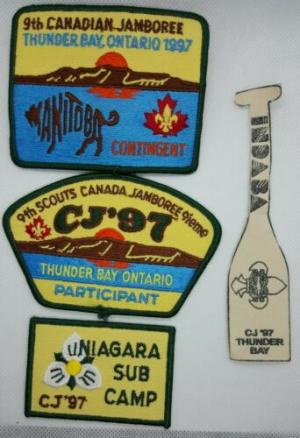 9th CANADIAN JAMBOREE
THUNDER BAY, ONTARIO 1997
MANITOBA
CONTINGENT
9th SCOUTS CANADA JAMBOREE 9ieme
CJ'97
THUNDER BAY ONTARIO
PARTICIPANT
NIAGARA
SUB
CAMP
CJ'97
INDABA
CJ '97
THUNDER
BAY